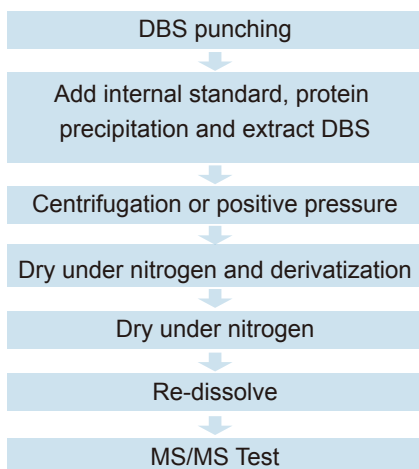 DBS punching
Add internal standard, protein
precipitation and extract DBS
Centrifugation or positive pressure
Dry under nitrogen and derivatization
Dry under nitrogen
Re-dissolve
MS/MS Test